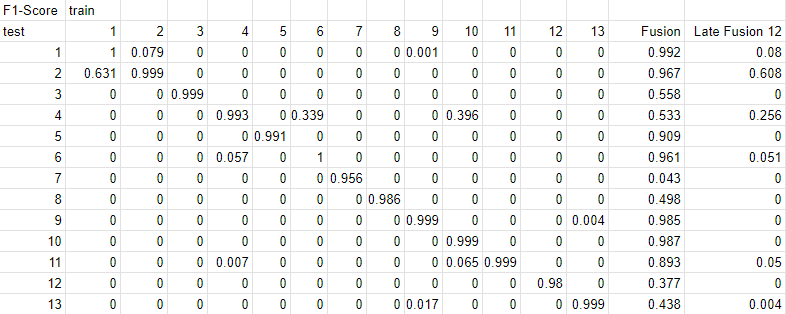 F1-Score train
test 1 2 3 4 5 6 7 8 9 10 11 12 13 Fusion Late Fusion 12
1 1 0.079 0 0 0 0 0 0 0.001 0 0 0 0 0.992 0.08
2 0.631 0.999 0 0 0 0 0 0 0 0 0 0 0 0.967 0.608
3 0 0 0.999 0 0 0 0 0 0 0 0 0 0 0.558 0
4 0 0 0 0.993 0 0.339 0 0 0 0.396 0 0 0 0.533 0.256
5 0 0 0 0 0.991 0 0 0 0 0 0 0 0 0.909 0
6 0 0 0 0.057 0 1 0 0 0 0 0 0 0 0.961 0.051
7 0 0 0 0 0 0 0.956 0 0 0 0 0 0 0.043 0
8 0 0 0 0 0 0 0 0.986 0 0 0 0 0 0.498 0
9 0 0 0 0 0 0 0 0 0.999 0 0 0 0.004 0.985 0
10 0 0 0 0 0 0 0 0 0 0.999 0 0 0 0.987 0
11 0 0 0 0.007 0 0 0 0 0 0.065 0.999 0 0 0.893 0.05
12 0 0 0 0 0 0 0 0 0 0 0 0.98 0 0.377 0
13 0 0 0 0 0 0 0 0 0.017 0 0 0 0.999 0.438 0.004